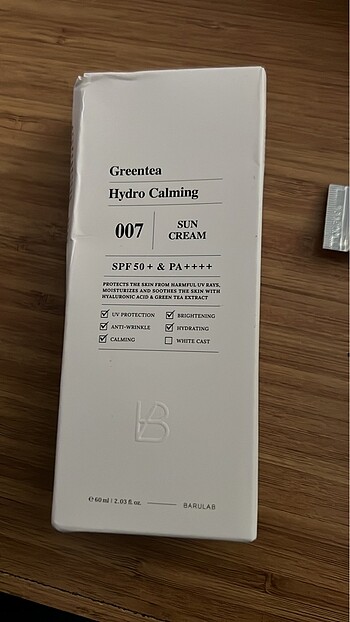 Greentea
Hydro Calming
007
SUN
CREAM
SPF 50+ & PA++++
PROTECTS THE SKIN FROM HARMFUL UV RAYS,
MOISTURIZES AND SOOTHES THE SKIN WITH
HYALURONIC ACID & GREEN TEA EXTRACT
UV PROTECTION BRIGHTENING
ANTI-WRINKLE HYDRATING
CALMING WHITE CAST
℮ 60 ml | 2.03 fl. oz. BARULAB